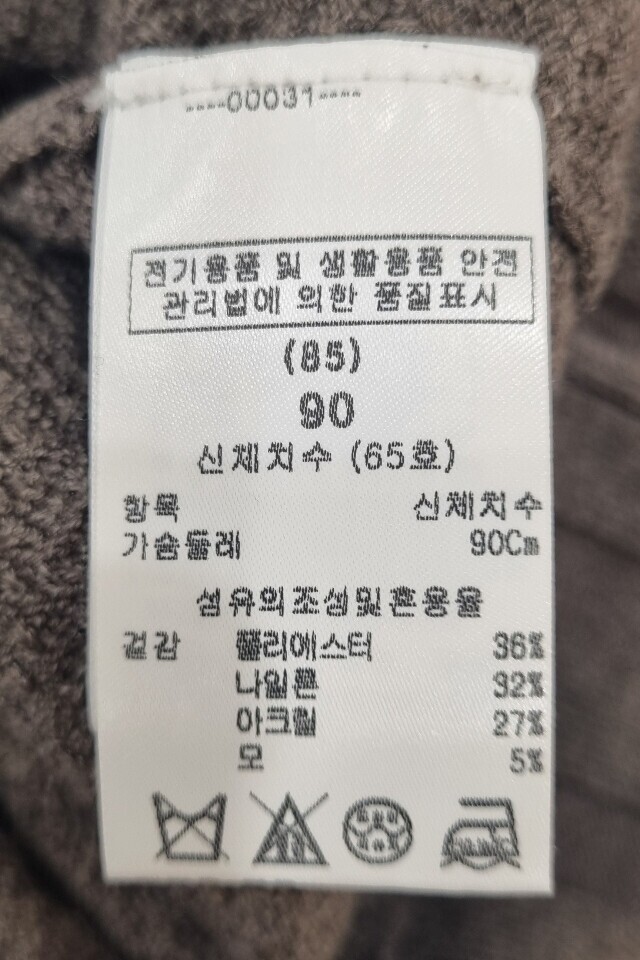 ----00031----
전기용품 및 생활용품 안전
관리법에 의한 품질표시
(85)
90
신체치수 (65호)
항목 신체치수
가슴둘레 90Cm
섬유의조성및혼용율
겉감 폴리에스터 36%
나일론 32%
아크릴 27%
모 5%